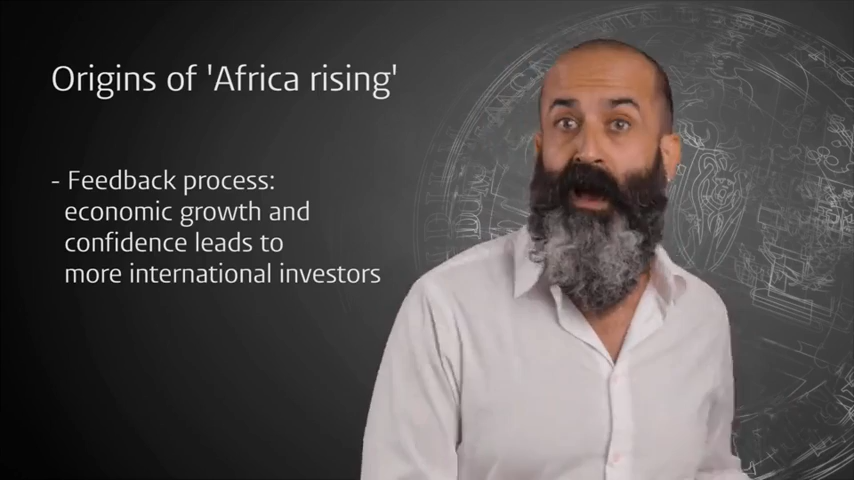 Origins of 'Africa rising'
- Feedback process:
economic growth and
confidence leads to
more international investors